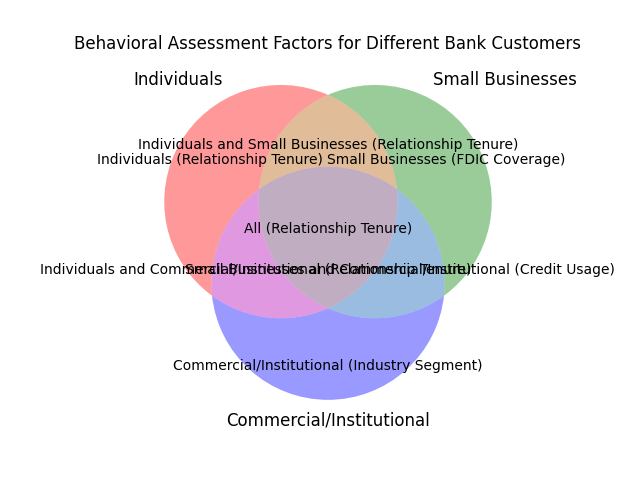 Behavioral Assessment Factors for Different Bank Customers
Individuals
Small Businesses
Individuals and Small Businesses (Relationship Tenure)
Individuals (Relationship Tenure)
Small Businesses (FDIC Coverage)
All (Relationship Tenure)
Individuals and Commercial/Institutional (Relationship Tenure)
Small Businesses and Commercial/Institutional (Credit Usage)
Commercial/Institutional (Industry Segment)
Commercial/Institutional